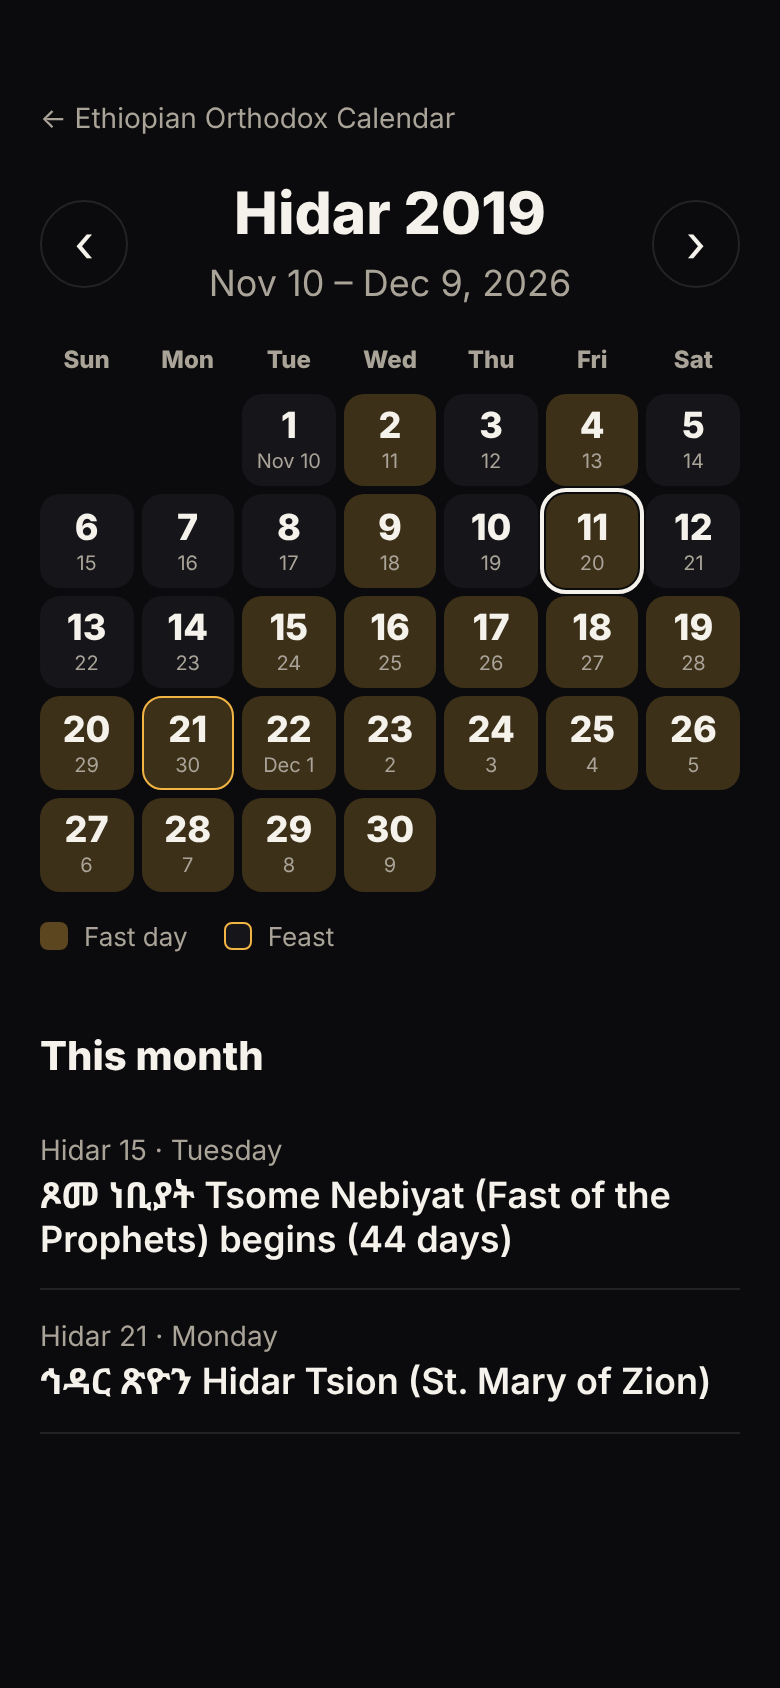 ← Ethiopian Orthodox Calendar
‹ Hidar 2019 ›
Nov 10 – Dec 9, 2026
Sun Mon Tue Wed Thu Fri Sat
1 2 3 4 5
Nov 10 11 12 13 14
6 7 8 9 10 11 12
15 16 17 18 19 20 21
13 14 15 16 17 18 19
22 23 24 25 26 27 28
20 21 22 23 24 25 26
29 30 Dec 1 2 3 4 5
27 28 29 30
6 7 8 9
Fast day Feast
This month
Hidar 15 · Tuesday
ጾመ ነቢያት Tsome Nebiyat (Fast of the
Prophets) begins (44 days)
Hidar 21 · Monday
ኅዳር ጽዮን Hidar Tsion (St. Mary of Zion)